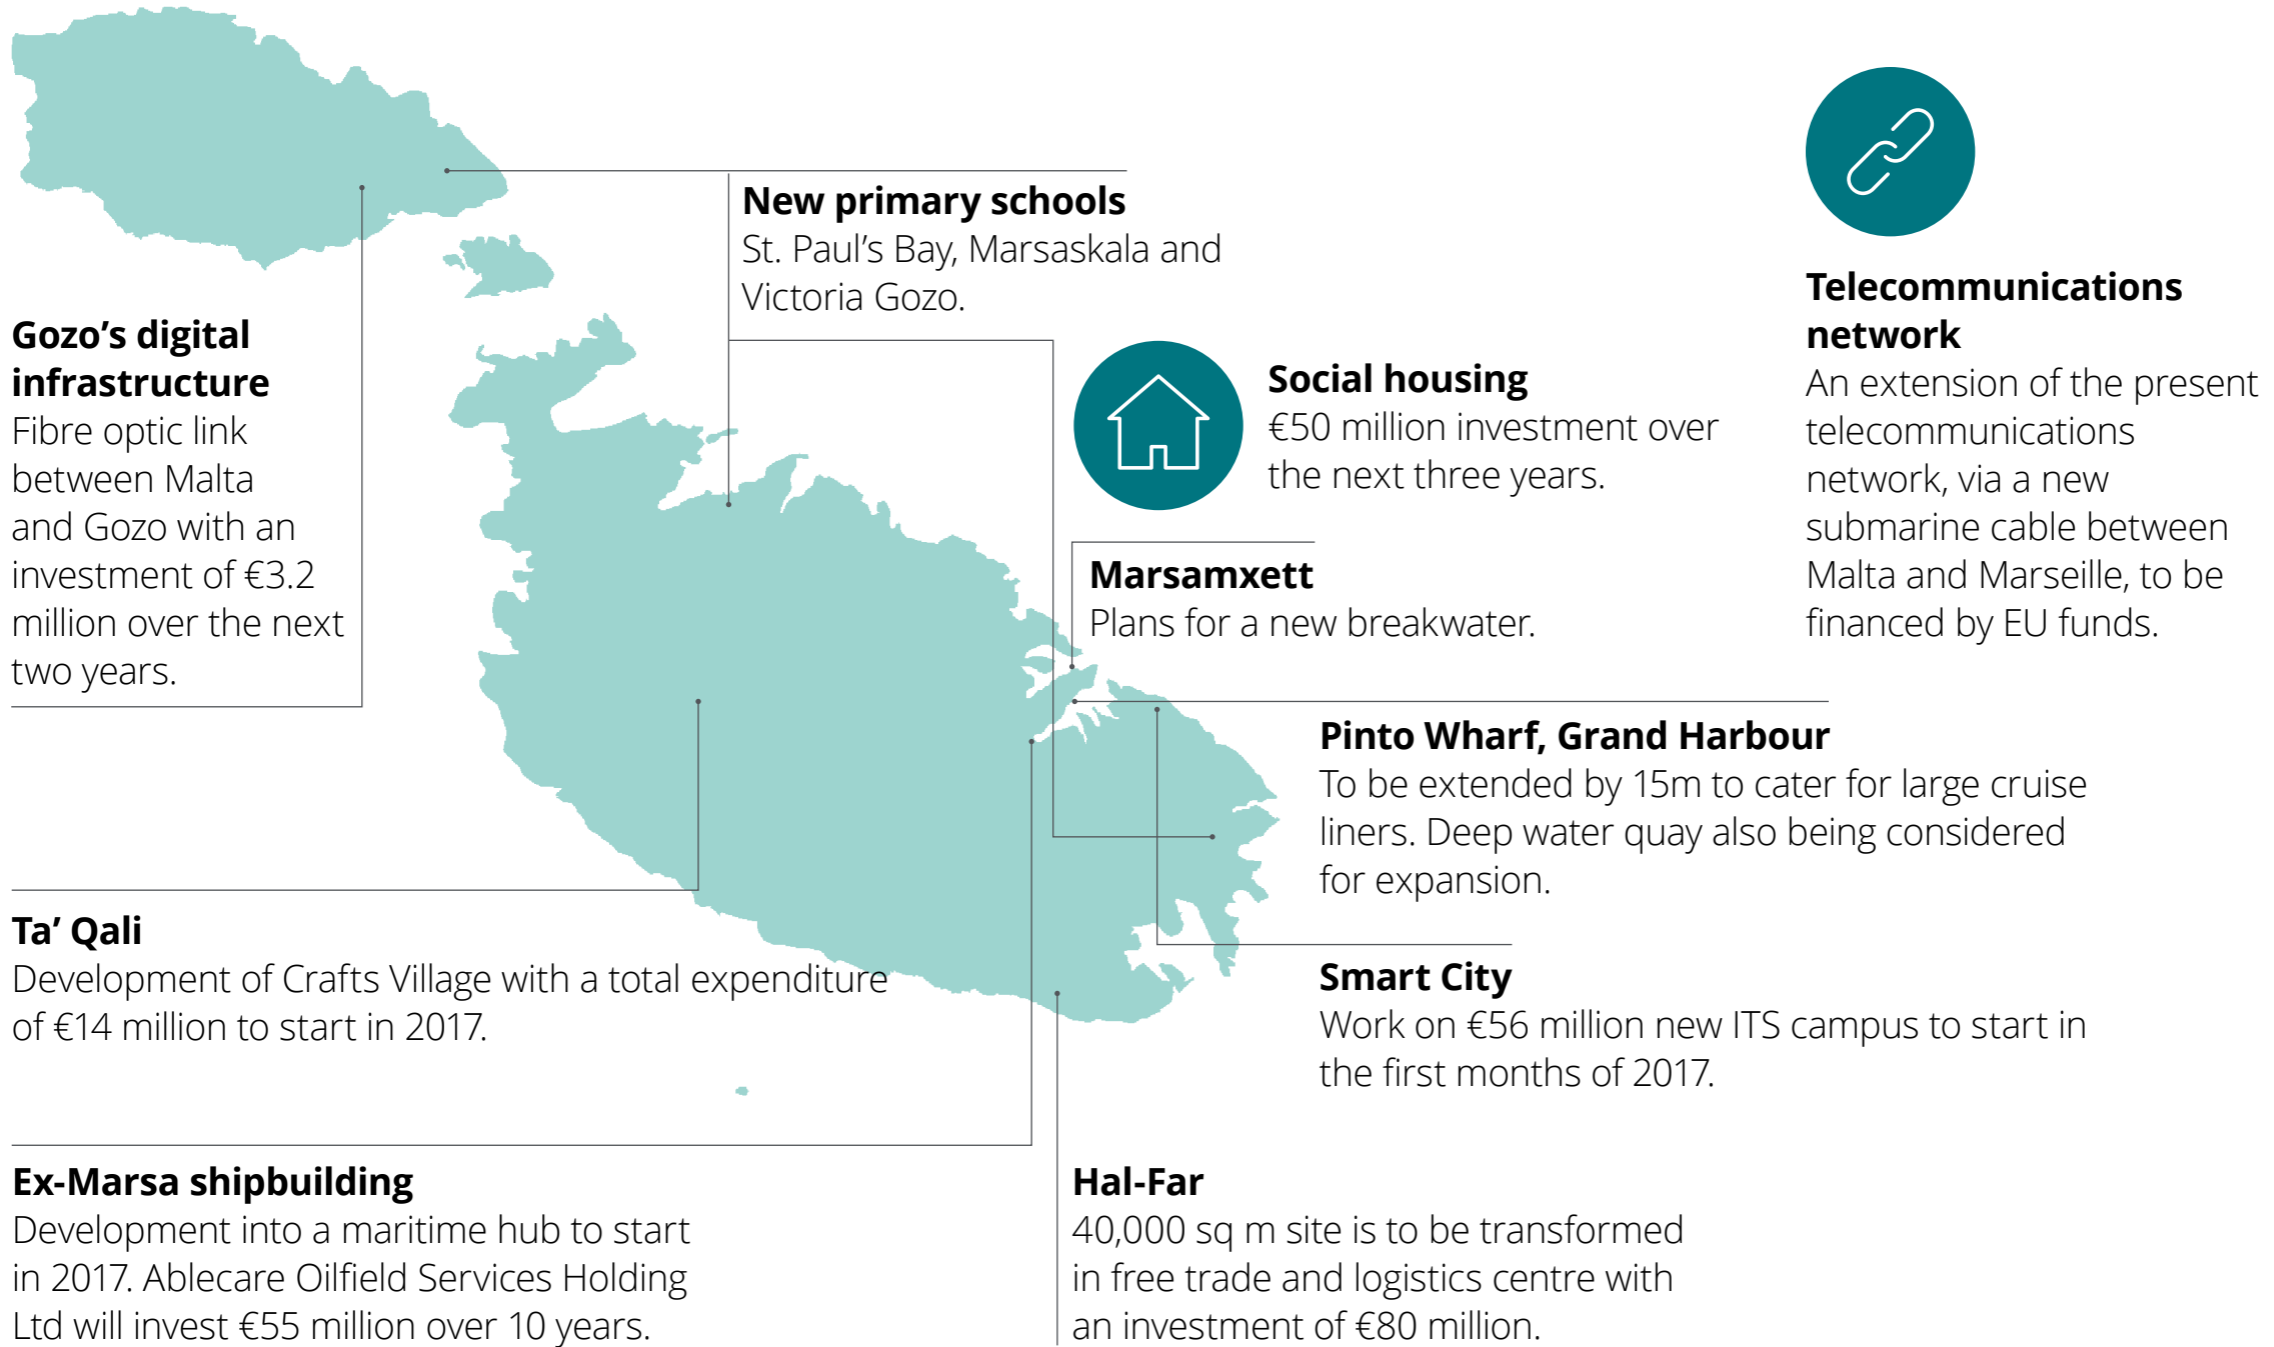 New primary schools
St. Paul’s Bay, Marsaskala and
Victoria Gozo.
Telecommunications
network
An extension of the present
telecommunications
network, via a new
submarine cable between
Malta and Marseille, to be
financed by EU funds.
Gozo’s digital
infrastructure
Fibre optic link
between Malta
and Gozo with an
investment of €3.2
million over the next
two years.
Social housing
€50 million investment over
the next three years.
Marsamxett
Plans for a new breakwater.
Pinto Wharf, Grand Harbour
To be extended by 15m to cater for large cruise
liners. Deep water quay also being considered
for expansion.
Ta’ Qali
Development of Crafts Village with a total expenditure
of €14 million to start in 2017.
Smart City
Work on €56 million new ITS campus to start in
the first months of 2017.
Ex-Marsa shipbuilding
Development into a maritime hub to start
in 2017. Ablecare Oilfield Services Holding
Ltd will invest €55 million over 10 years.
Hal-Far
40,000 sq m site is to be transformed
in free trade and logistics centre with
an investment of €80 million.